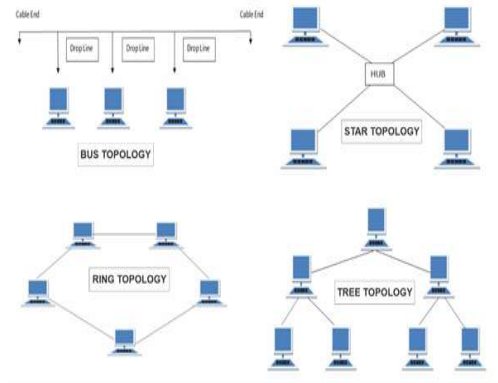 Cable End
Cable End
Drop Line
Drop Line
Drop Line
BUS TOPOLOGY
HUB
STAR TOPOLOGY
RING TOPOLOGY
TREE TOPOLOGY